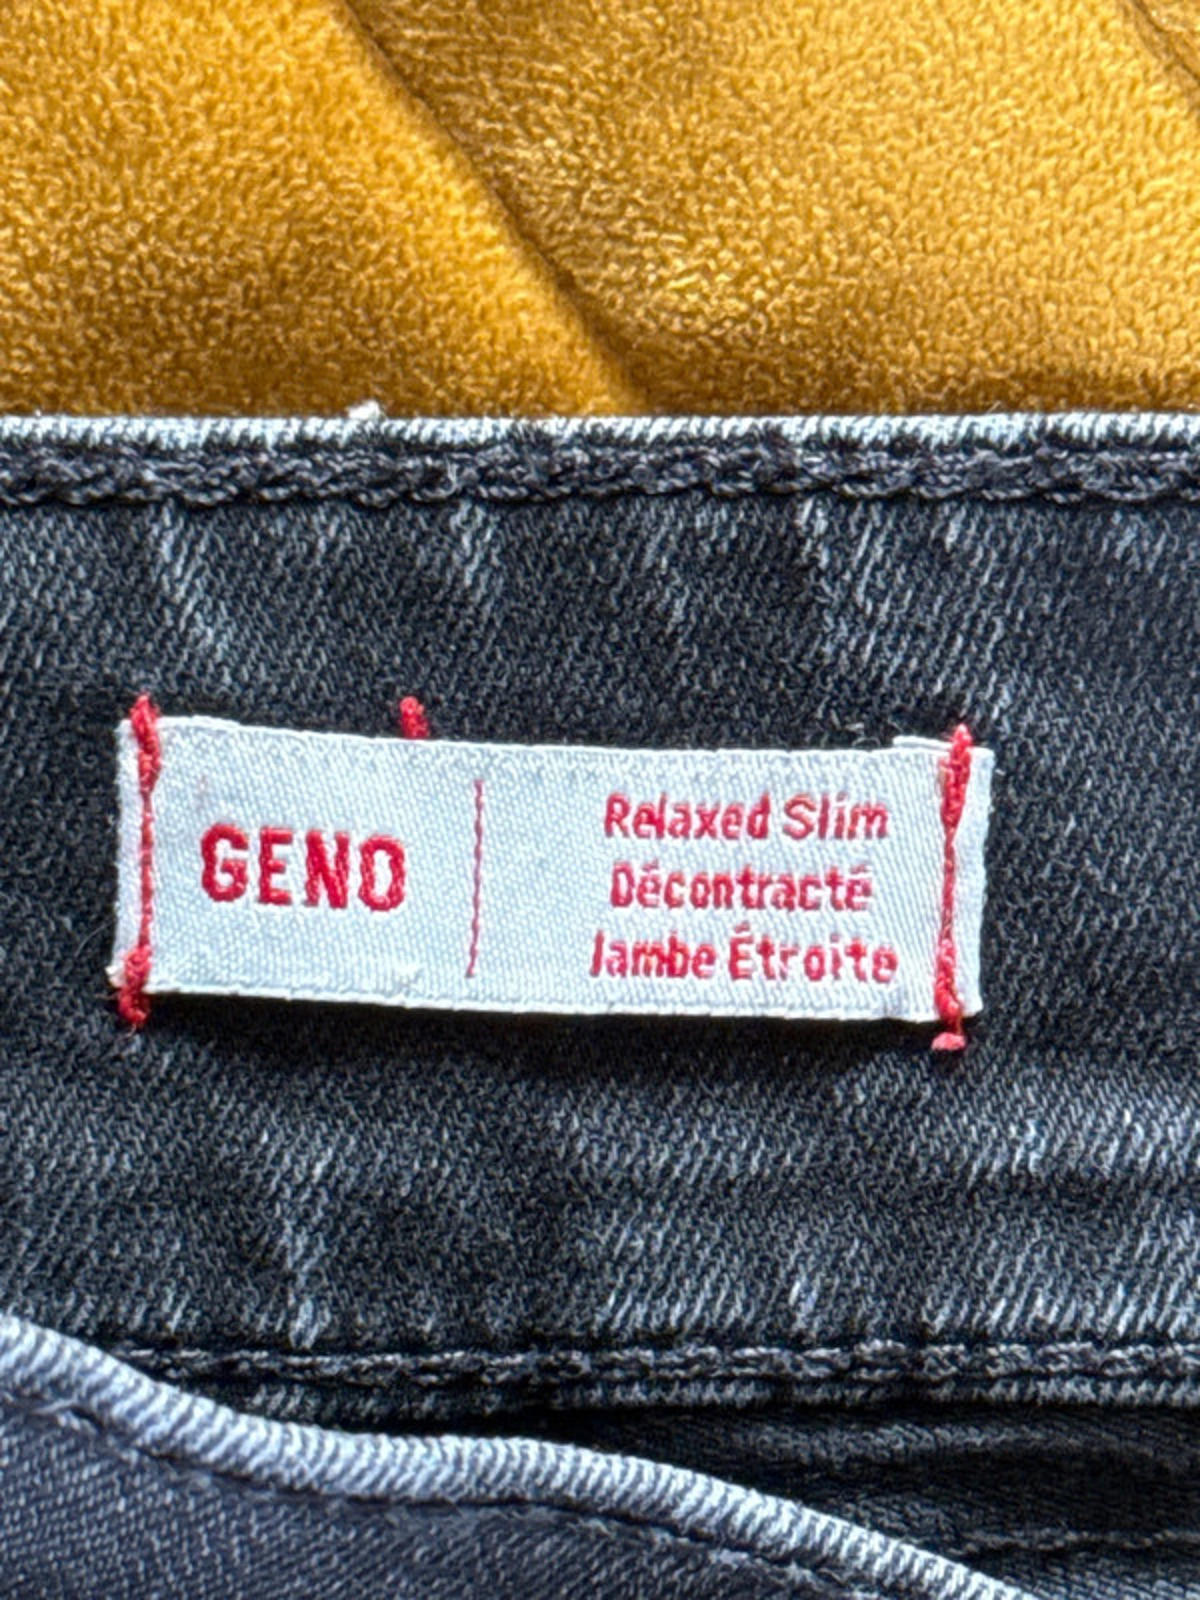 GENO
Relaxed Slim
Décontracté
Jambe Étroite